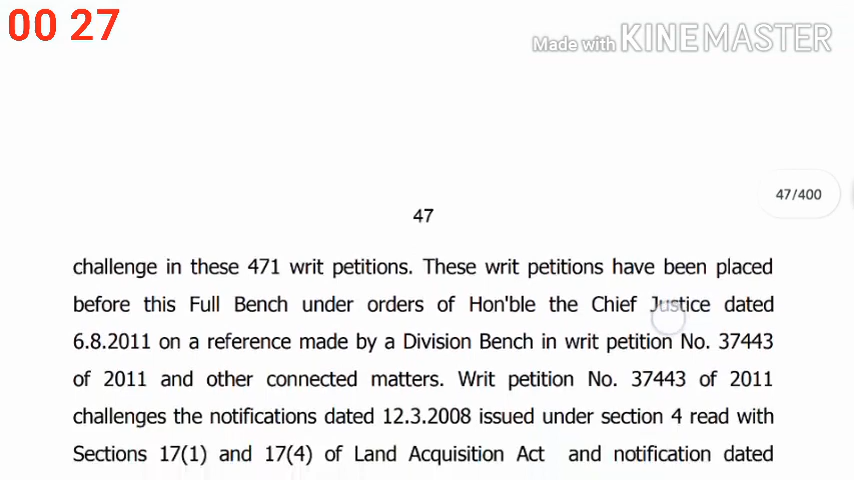 00 27
Made with KINEMASTER
47/400
47
challenge in these 471 writ petitions. These writ petitions have been placed
before this Full Bench under orders of Hon'ble the Chief Justice dated
6.8.2011 on a reference made by a Division Bench in writ petition No. 37443
of 2011 and other connected matters. Writ petition No. 37443 of 2011
challenges the notifications dated 12.3.2008 issued under section 4 read with
Sections 17(1) and 17(4) of Land Acquisition Act and notification dated